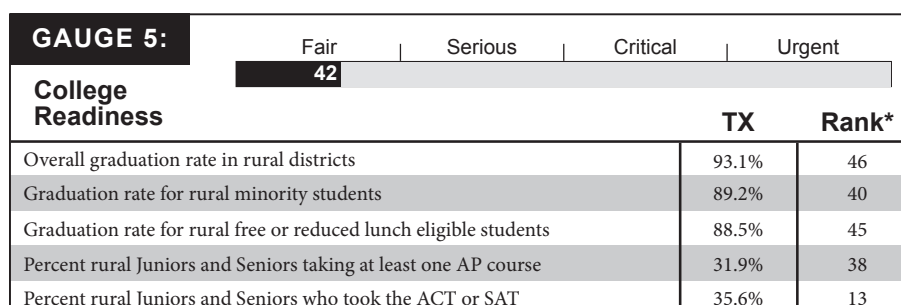 GAUGE 5:
Fair | Serious | Critical | Urgent
42
College
Readiness
TX Rank*
Overall graduation rate in rural districts 93.1% 46
Graduation rate for rural minority students 89.2% 40
Graduation rate for rural free or reduced lunch eligible students 88.5% 45
Percent rural Juniors and Seniors taking at least one AP course 31.9% 38
Percent rural Juniors and Seniors who took the ACT or SAT 35.6% 13